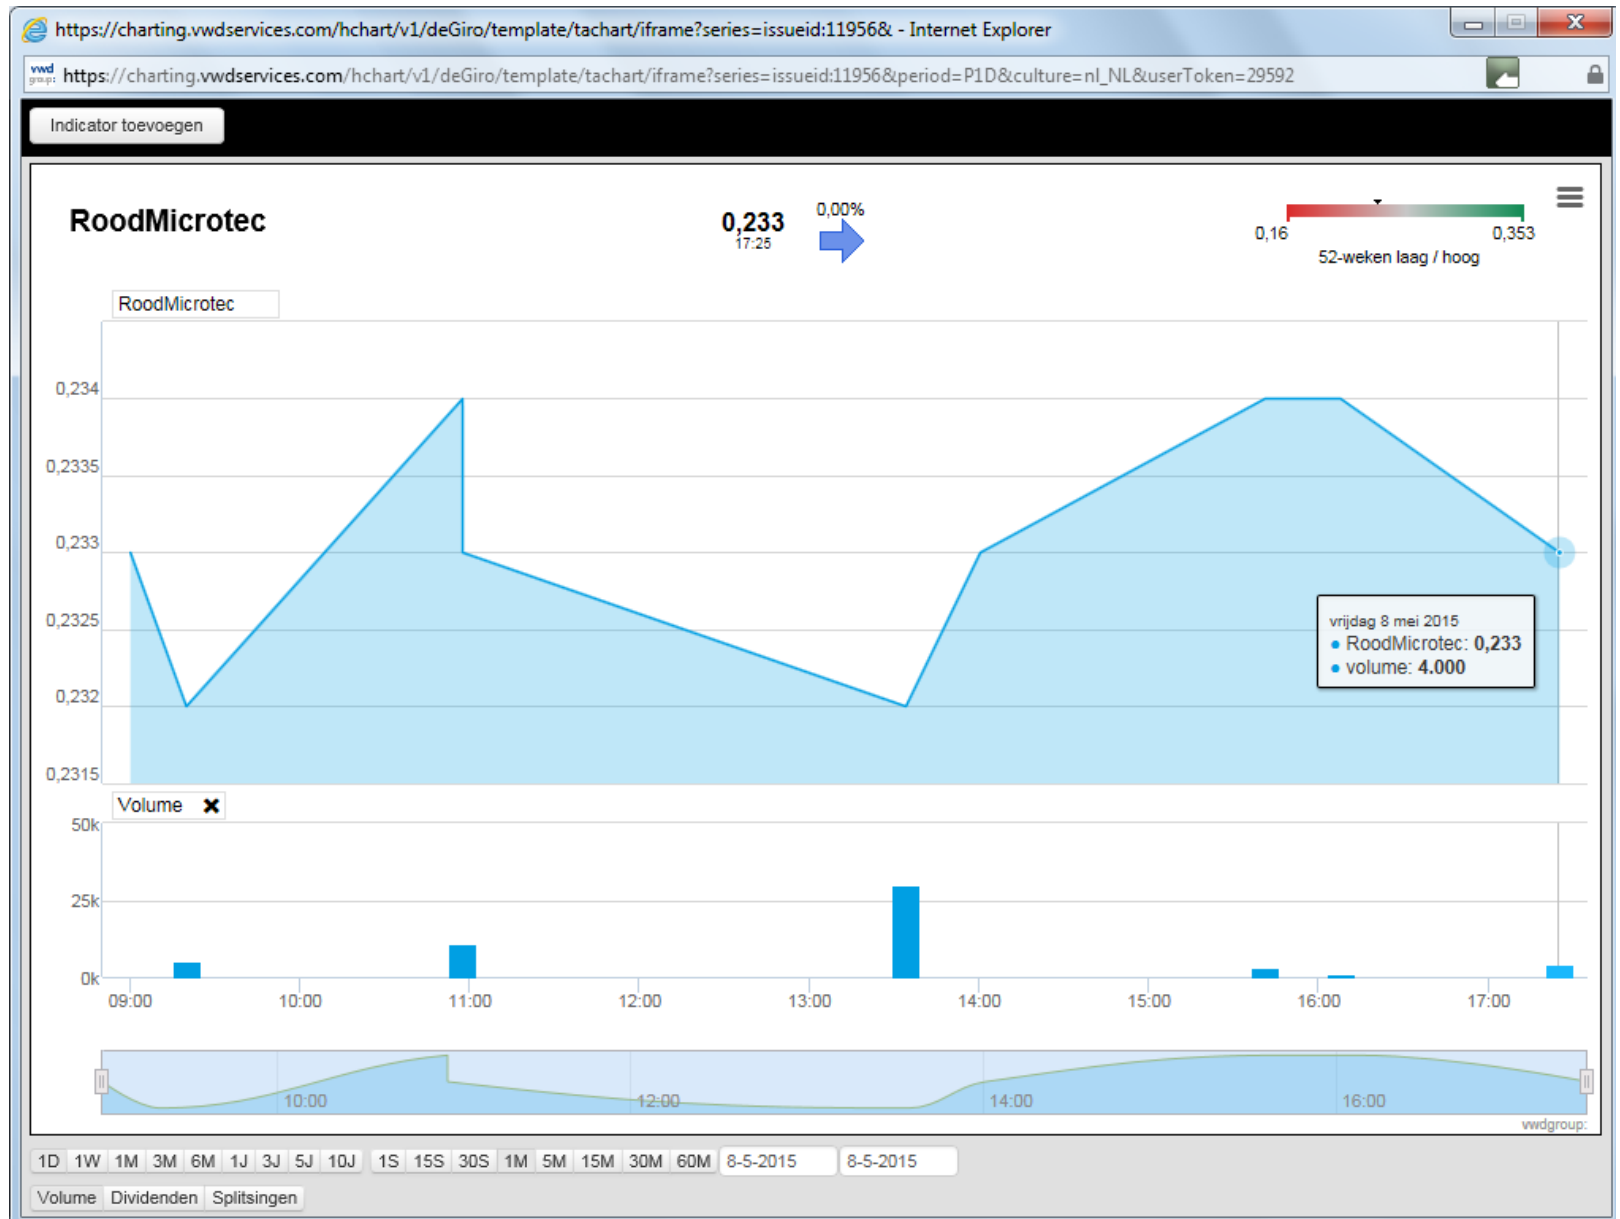 https://charting.vwdservices.com/hchart/v1/deGiro/template/tachart/iframe?series=issueid:11956& - Internet Explorer
vwd group: https://charting.vwdservices.com/hchart/v1/deGiro/template/tachart/iframe?series=issueid:11956&period=P1D&culture=nl_NL&userToken=29592
Indicator toevoegen
RoodMicrotec
0,233
17:25
0,00%
0,16 0,353
52-weken laag / hoog
RoodMicrotec
0,234
0,2335
0,233
0,2325
0,232
0,2315
vrijdag 8 mei 2015
RoodMicrotec: 0,233
volume: 4.000
Volume
50k
25k
0k
09:00 10:00 11:00 12:00 13:00 14:00 15:00 16:00 17:00
10:00 12:00 14:00 16:00
vwdgroup:
1D 1W 1M 3M 6M 1J 3J 5J 10J 1S 15S 30S 1M 5M 15M 30M 60M 8-5-2015 8-5-2015
Volume Dividenden Splitsingen